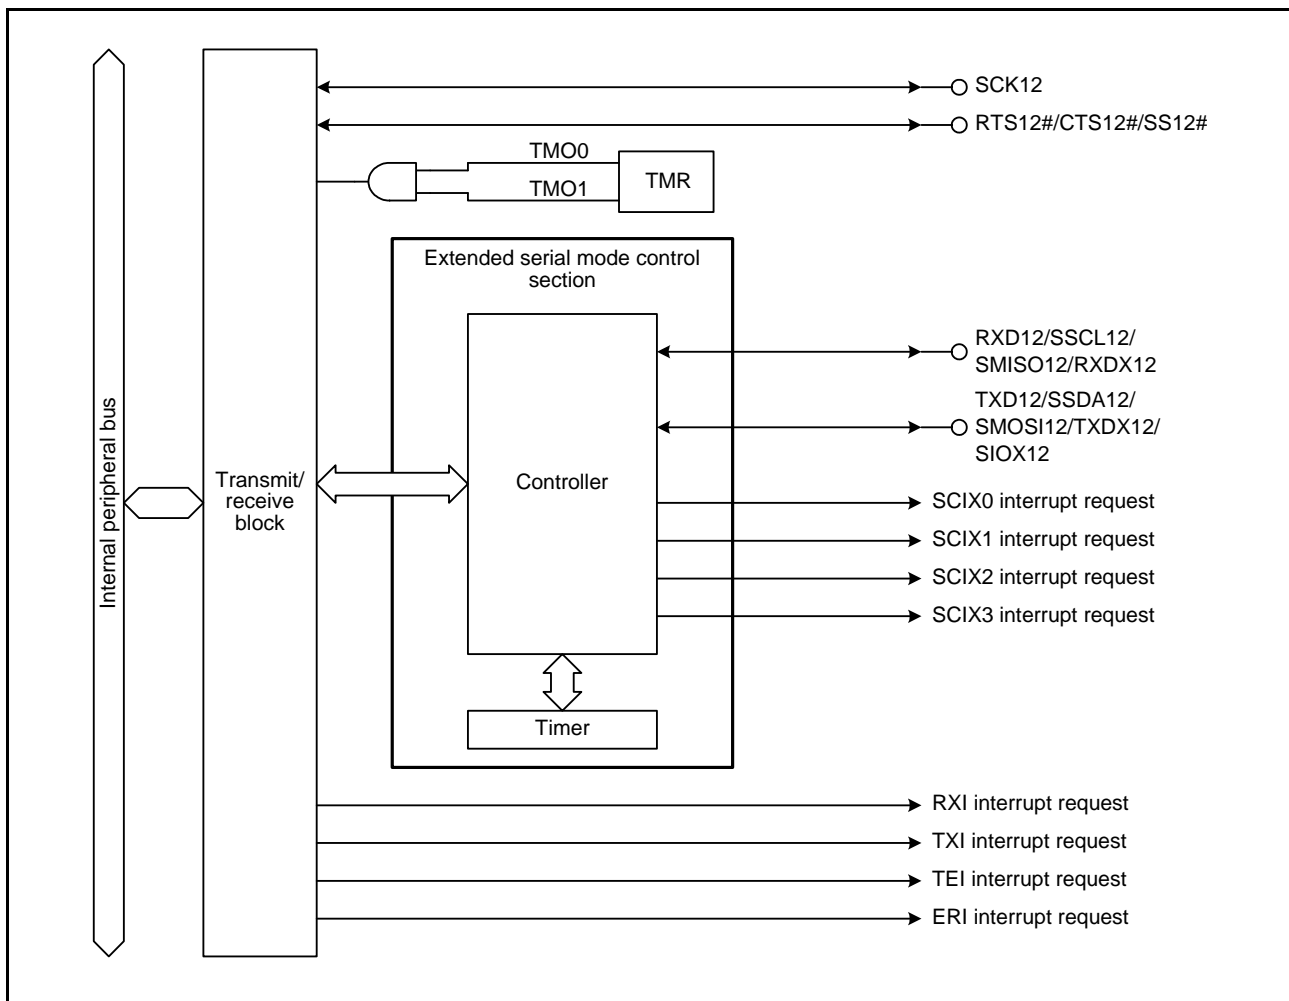 SCK12
RTS12#/CTS12#/SS12#
TMO0
TMO1
TMR
Extended serial mode control
section
RXD12/SSCL12/
SMISO12/RXDX12
TXD12/SSDA12/
SMOSI12/TXDX12/
SIOX12
Internal peripheral bus
Transmit/
receive
block
Controller
SCIX0 interrupt request
SCIX1 interrupt request
SCIX2 interrupt request
SCIX3 interrupt request
Timer
RXI interrupt request
TXI interrupt request
TEI interrupt request
ERI interrupt request